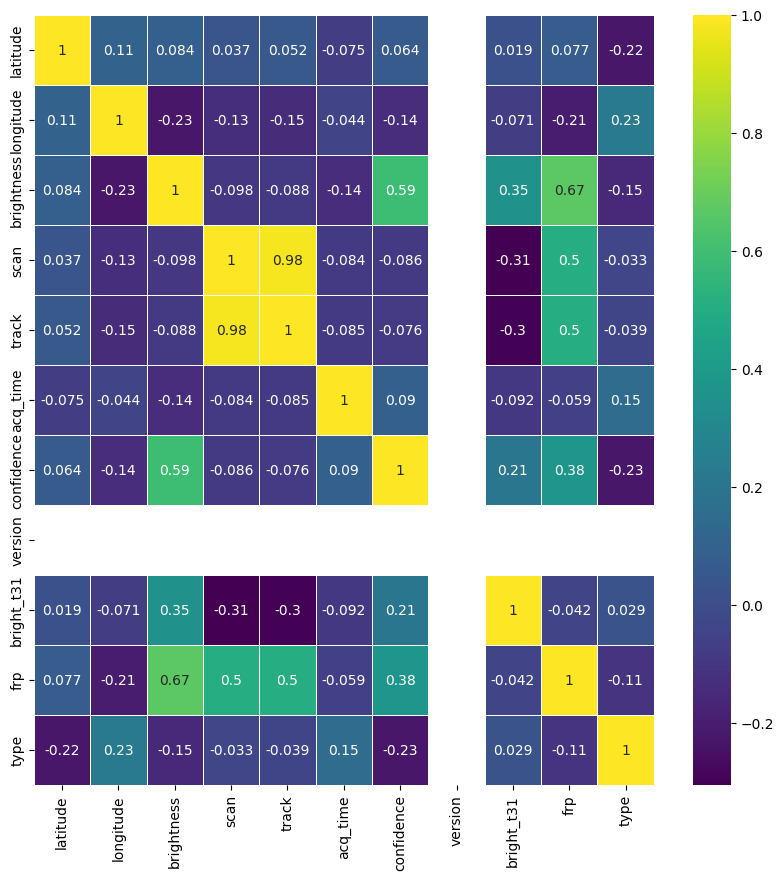 latitude 1 0.11 0.084 0.037 0.052 -0.075 0.064 0.019 0.077 -0.22
longitude 0.11 1 -0.23 -0.13 -0.15 -0.044 -0.14 -0.071 -0.21 0.23
brightness 0.084 -0.23 1 -0.098 -0.088 -0.14 0.59 0.35 0.67 -0.15
scan 0.037 -0.13 -0.098 1 0.98 -0.084 -0.086 -0.31 0.5 -0.033
track 0.052 -0.15 -0.088 0.98 1 -0.085 -0.076 -0.3 0.5 -0.039
acq_time -0.075 -0.044 -0.14 -0.084 -0.085 1 0.09 -0.092 -0.059 0.15
confidence 0.064 -0.14 0.59 -0.086 -0.076 0.09 1 0.21 0.38 -0.23
version
bright_t31 0.019 -0.071 0.35 -0.31 -0.3 -0.092 0.21 1 -0.042 0.029
frp 0.077 -0.21 0.67 0.5 0.5 -0.059 0.38 -0.042 1 -0.11
type -0.22 0.23 -0.15 -0.033 -0.039 0.15 -0.23 0.029 -0.11 1
latitude longitude brightness scan track acq_time confidence version bright_t31 frp type
1.0
0.8
0.6
0.4
0.2
0.0
-0.2